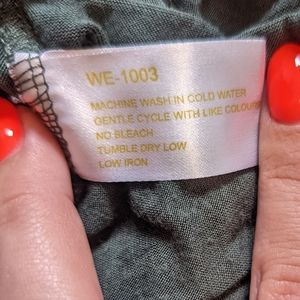 WE-1003
MACHINE WASH IN COLD WATER
GENTLE CYCLE WITH LIKE COLOURS
NO BLEACH
TUMBLE DRY LOW
LOW IRON